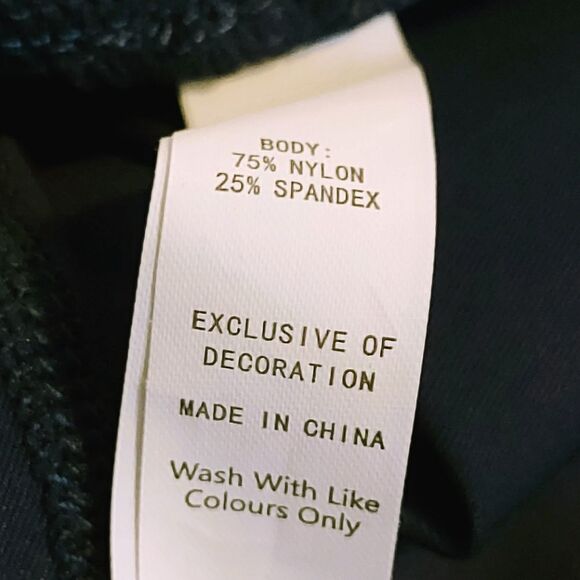 BODY:
75% NYLON
25% SPANDEX
EXCLUSIVE OF
DECORATION
MADE IN CHINA
Wash With Like
Colours Only